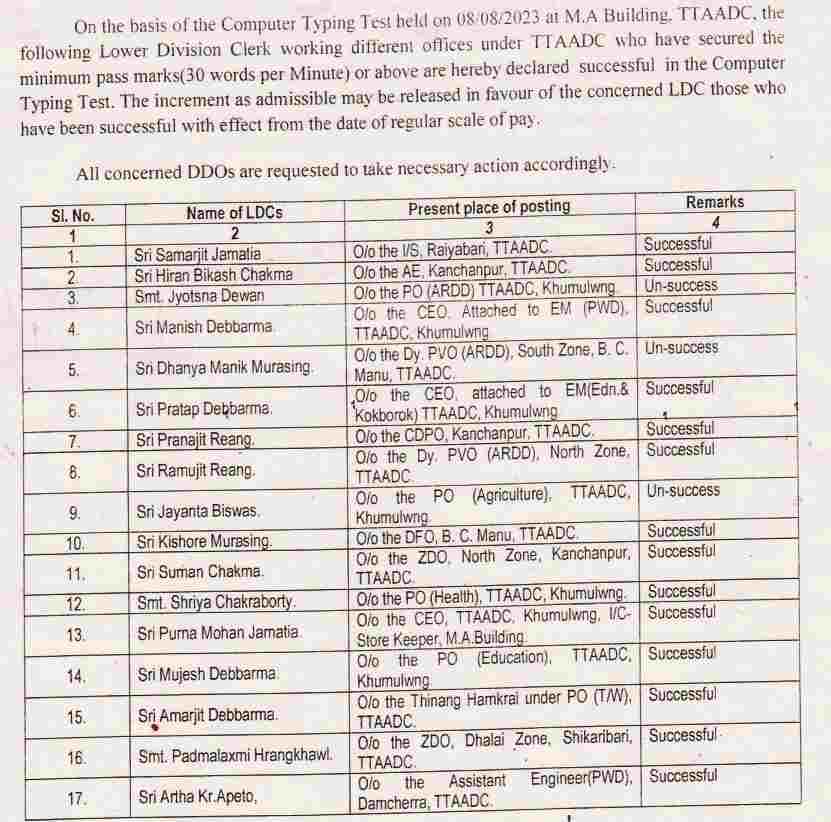 On the basis of the Computer Typing Test held on 08/08/2023 at M.A Building, TTAADC, the
following Lower Division Clerk working different offices under TTAADC who have secured the
minimum pass marks(30 words per Minute) or above are hereby declared successful in the Computer
Typing Test. The increment as admissible may be released in favour of the concerned LDC those who
have been successful with effect from the date of regular scale of pay.
All concerned DDOs are requested to take necessary action accordingly.
Sl. No. Name of LDCs Present place of posting Remarks
1 2 3 4
1. Sri Samarjit Jamatia O/o the I/S, Raiyabari, TTAADC. Successful
2. Sri Hiran Bikash Chakma O/o the AE, Kanchanpur, TTAADC. Successful
3. Smt. Jyotsna Dewan O/o the PO (ARDD) TTAADC, Khumulwng. Un-success
4. Sri Manish Debbarma O/o the CEO, Attached to EM (PWD), Successful
TTAADC, Khumulwng
5. Sri Dhanya Manik Murasing. O/o the Dy. PVO (ARDD), South Zone, B. C. Un-success
Manu, TTAADC.
6. Sri Pratap Debbarma. O/o the CEO, attached to EM(Edn.& Successful
Kokborok) TTAADC, Khumulwng
7. Sri Pranajit Reang. O/o the CDPO, Kanchanpur, TTAADC. Successful
8. Sri Ramujit Reang. O/o the Dy. PVO (ARDD), North Zone, Successful
TTAADC
9. Sri Jayanta Biswas. O/o the PO (Agriculture), TTAADC, Un-success
Khumulwng.
10. Sri Kishore Murasing. O/o the DFO, B. C. Manu, TTAADC. Successful
11. Sri Suman Chakma. O/o the ZDO, North Zone, Kanchanpur, Successful
TTAADC.
12. Smt. Shriya Chakraborty. O/o the PO (Health), TTAADC, Khumulwng. Successful
13. Sri Purna Mohan Jamatia O/o the CEO, TTAADC, Khumulwng, I/C- Successful
Store Keeper, M.A.Building.
14. Sri Mujesh Debbarma O/o the PO (Education), TTAADC, Successful
Khumulwng
15. Sri Amarjit Debbarma. O/o the Thinang Hamkrai under PO (T/W), Successful
TTAADC.
16. Smt. Padmalaxmi Hrangkhawl. O/o the ZDO, Dhalai Zone, Shikaribari, Successful
TTAADC.
17. Sri Artha Kr.Apeto, O/o the Assistant Engineer(PWD), Successful
Damcherra, TTAADC.